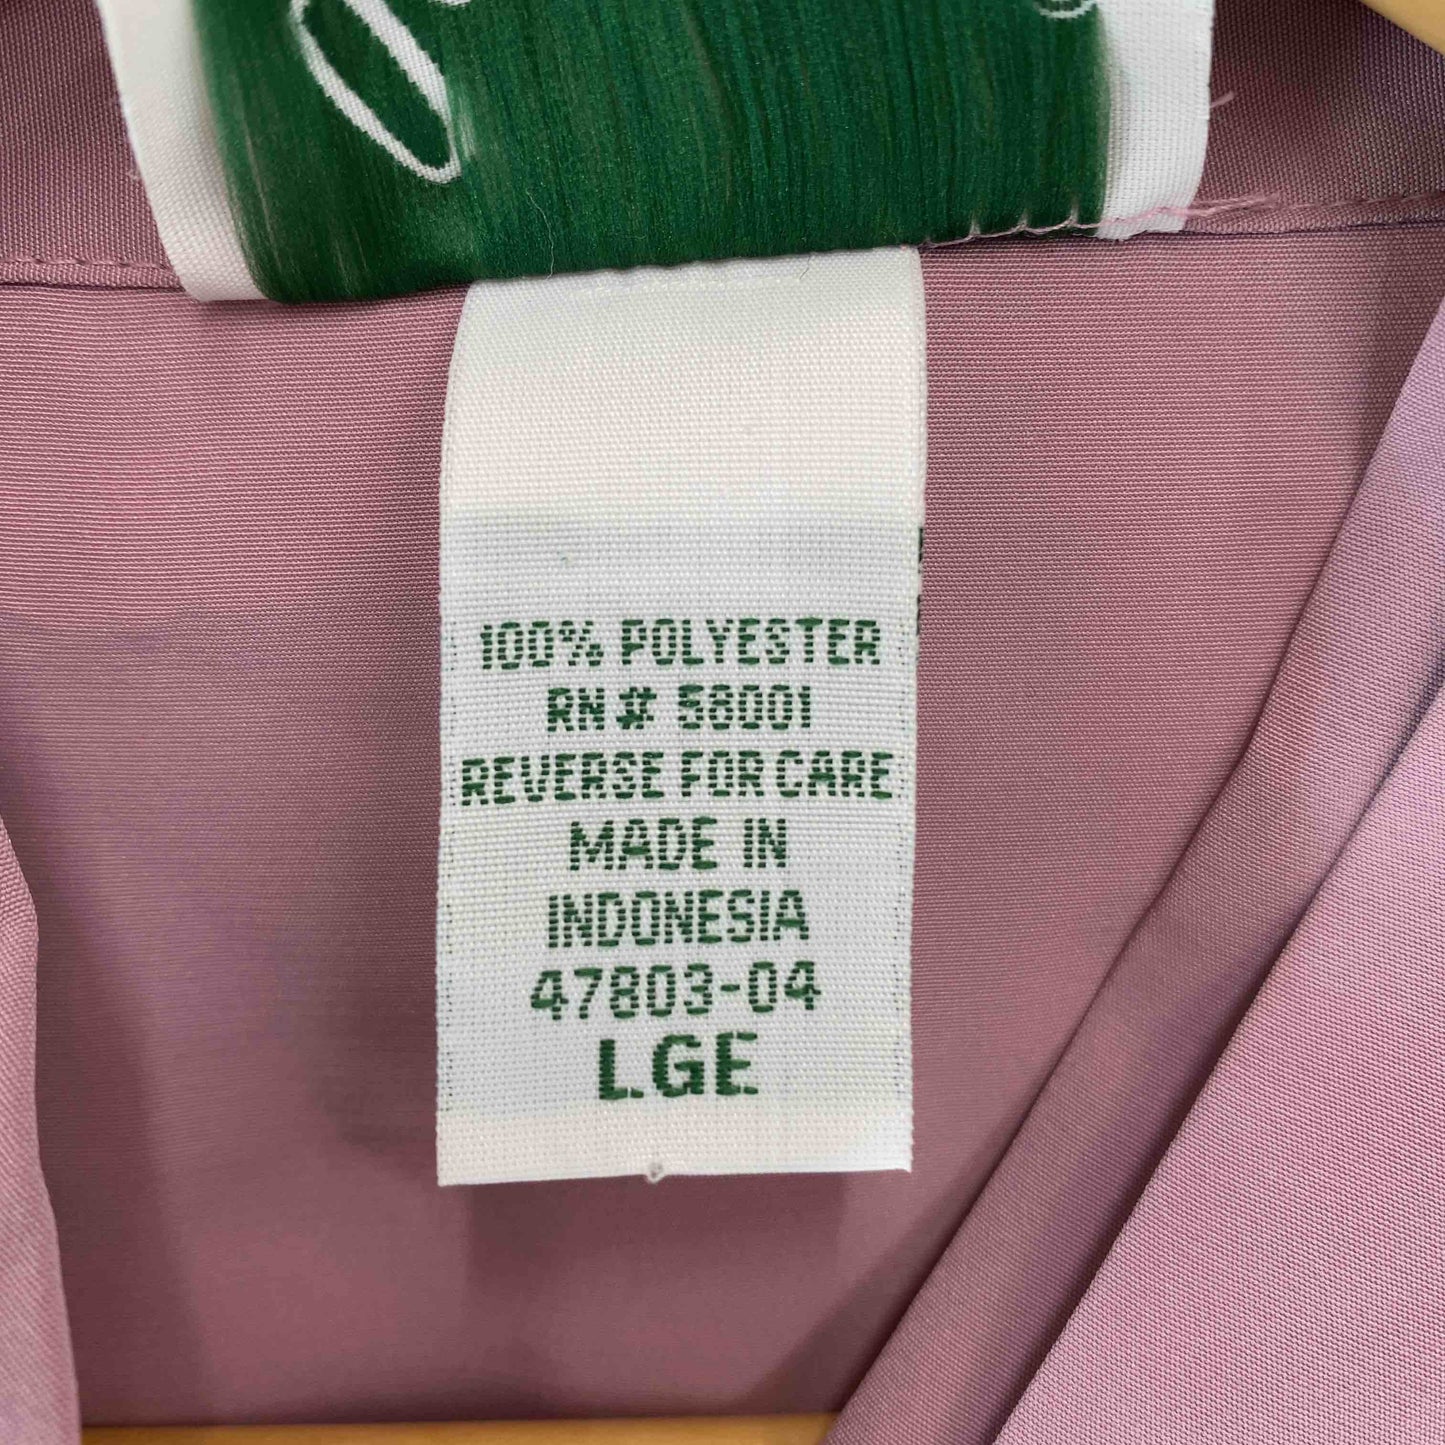 100% POLYESTER
RN# 58001
REVERSE FOR CARE
MADE IN
INDONESIA
47803-04
LGE